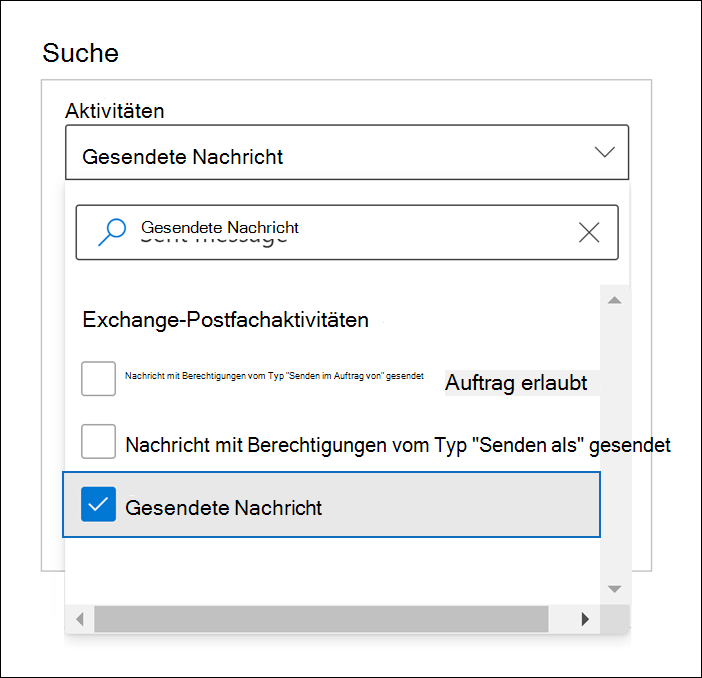 Suche
Aktivitäten
Gesendete Nachricht
Gesendete Nachricht
Sent message
Exchange-Postfachaktivitäten
Nachricht mit Berechtigungen vom Typ "Senden im Auftrag von" gesendet
Auftrag erlaubt
Nachricht mit Berechtigungen vom Typ "Senden als" gesendet
Gesendete Nachricht